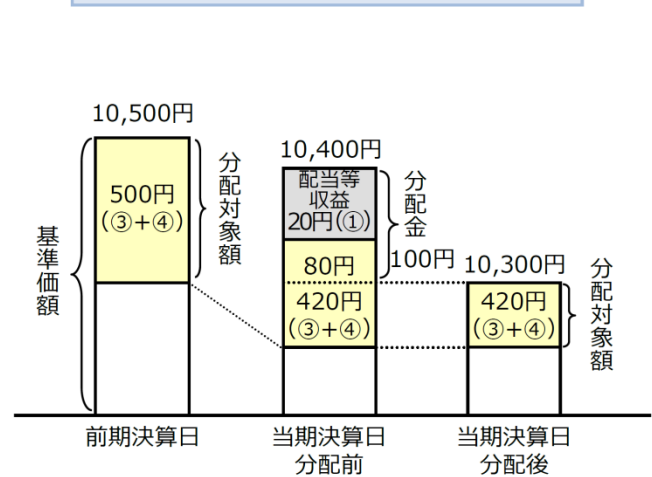 10,500円
500円
(③+④)
分配対象額
基準価額
10,400円
配当等
収益
20円(①)
分配金
80円
100円
420円
(③+④)
10,300円
420円
(③+④)
分配対象額
前期決算日
当期決算日
分配前
当期決算日
分配後